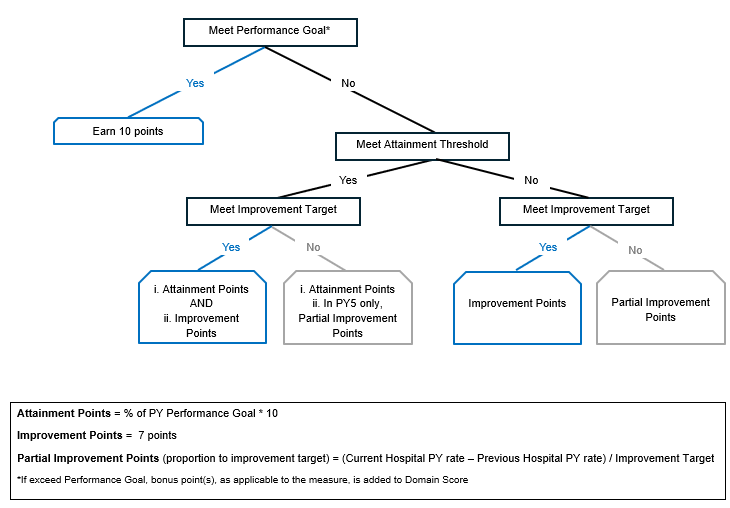 Meet Performance Goal*
Yes
No
Earn 10 points
Meet Attainment Threshold
Yes
No
Meet Improvement Target
Meet Improvement Target
Yes
No
Yes
No
i. Attainment Points
AND
ii. Improvement
Points
i. Attainment Points
ii. In PY5 only,
Partial Improvement
Points
Improvement Points
Partial Improvement
Points
Attainment Points = % of PY Performance Goal * 10
Improvement Points = 7 points
Partial Improvement Points (proportion to improvement target) = (Current Hospital PY rate – Previous Hospital PY rate) / Improvement Target
*If exceed Performance Goal, bonus point(s), as applicable to the measure, is added to Domain Score